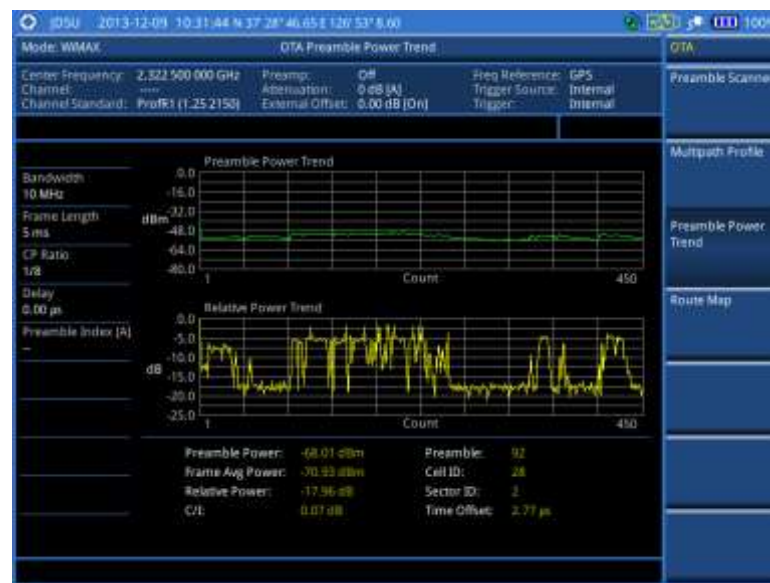 JDSU 2013-12-09 10:31:44 N 37° 28' 46.65 E 126° 53' 8.60 100%
Mode: WIMAX OTA Preamble Power Trend OTA
Center Frequency: 2.322 500 000 GHz Preamp: Off Freq Reference: GPS
Channel: ----- Attenuation: 0 dB [A] Trigger Source: Internal
Channel Standard: ProfR1 (1.25 2150) External Offset: 0.00 dB [On] Trigger: Internal
Preamble Scanne
Multipath Profile
Preamble Power
Trend
Route Map
Bandwidth
10 MHz
Frame Length
5 ms
CP Ratio
1/8
Delay
0.00 µs
Preamble Index [A]
--
Preamble Power Trend
.0.0
-16.0
dBm -32.0
-48.0
-64.0
-80.0
1 Count 450
Relative Power Trend
.0.0
-5.0
-10.0
dB -15.0
-20.0
-25.0
1 Count 450
Preamble Power: -68.01 dBm Preamble: 92
Frame Avg Power: -70.93 dBm Cell ID: 28
Relative Power: -17.96 dB Sector ID: 2
C/I: 0.07 dB Time Offset: 2.77 µs